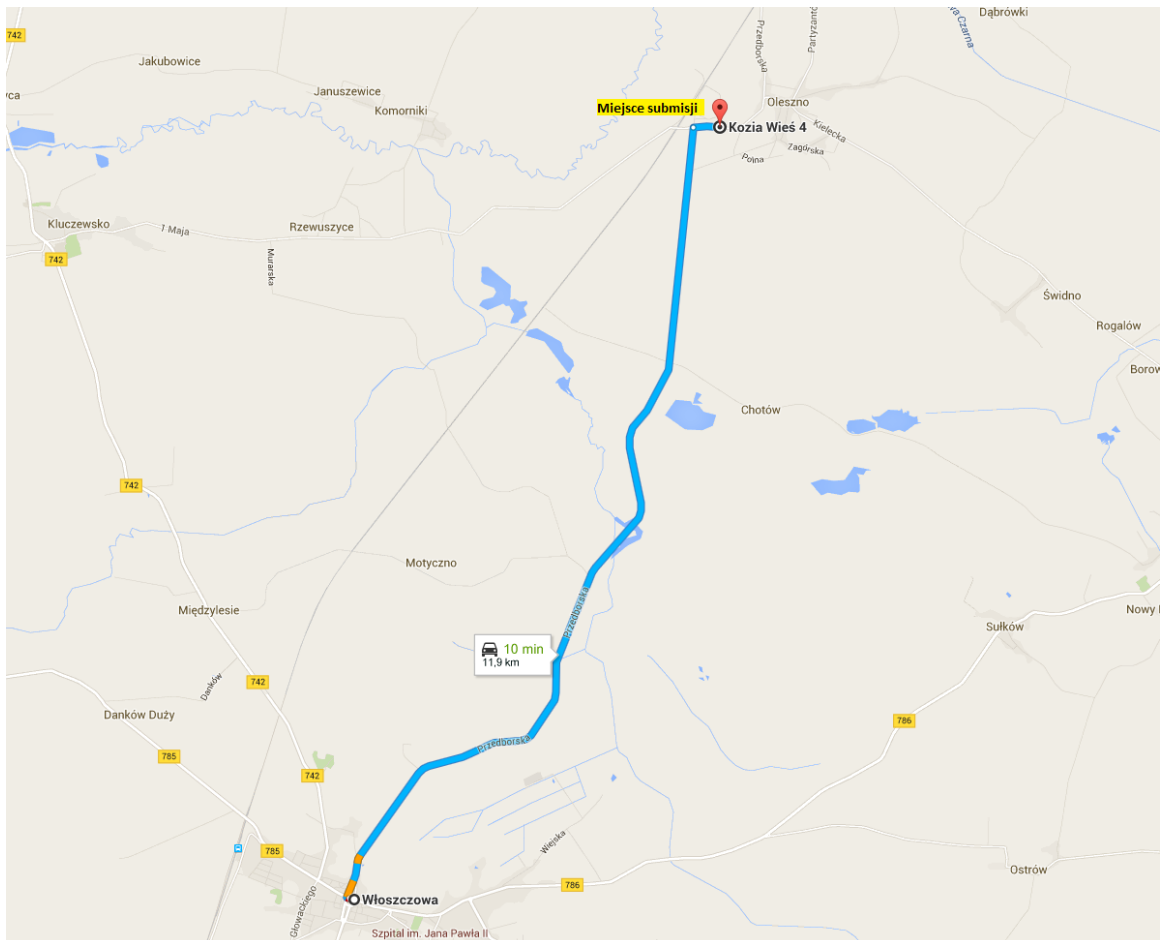 742
Dąbrówki
Przedborska
Jakubowice
Januszewice
Komorniki
Miejsce submisji
Oleszno
Kozia Wieś 4
Kielecka
Zagórska
Polna
Kluczewsko
1 Maja
Rzewuszyce
742
Murarska
Świdno
Rogalów
Chotów
742
Motyczno
Przedborska
Międzylesie
Sułków
10 min
11,9 km
742
Danków
Danków Duży
786
Przedborska
785
742
Wiejska
785
Ostrów
786
Głowackiego
Włoszczowa
Szpital im. Jana Pawła II